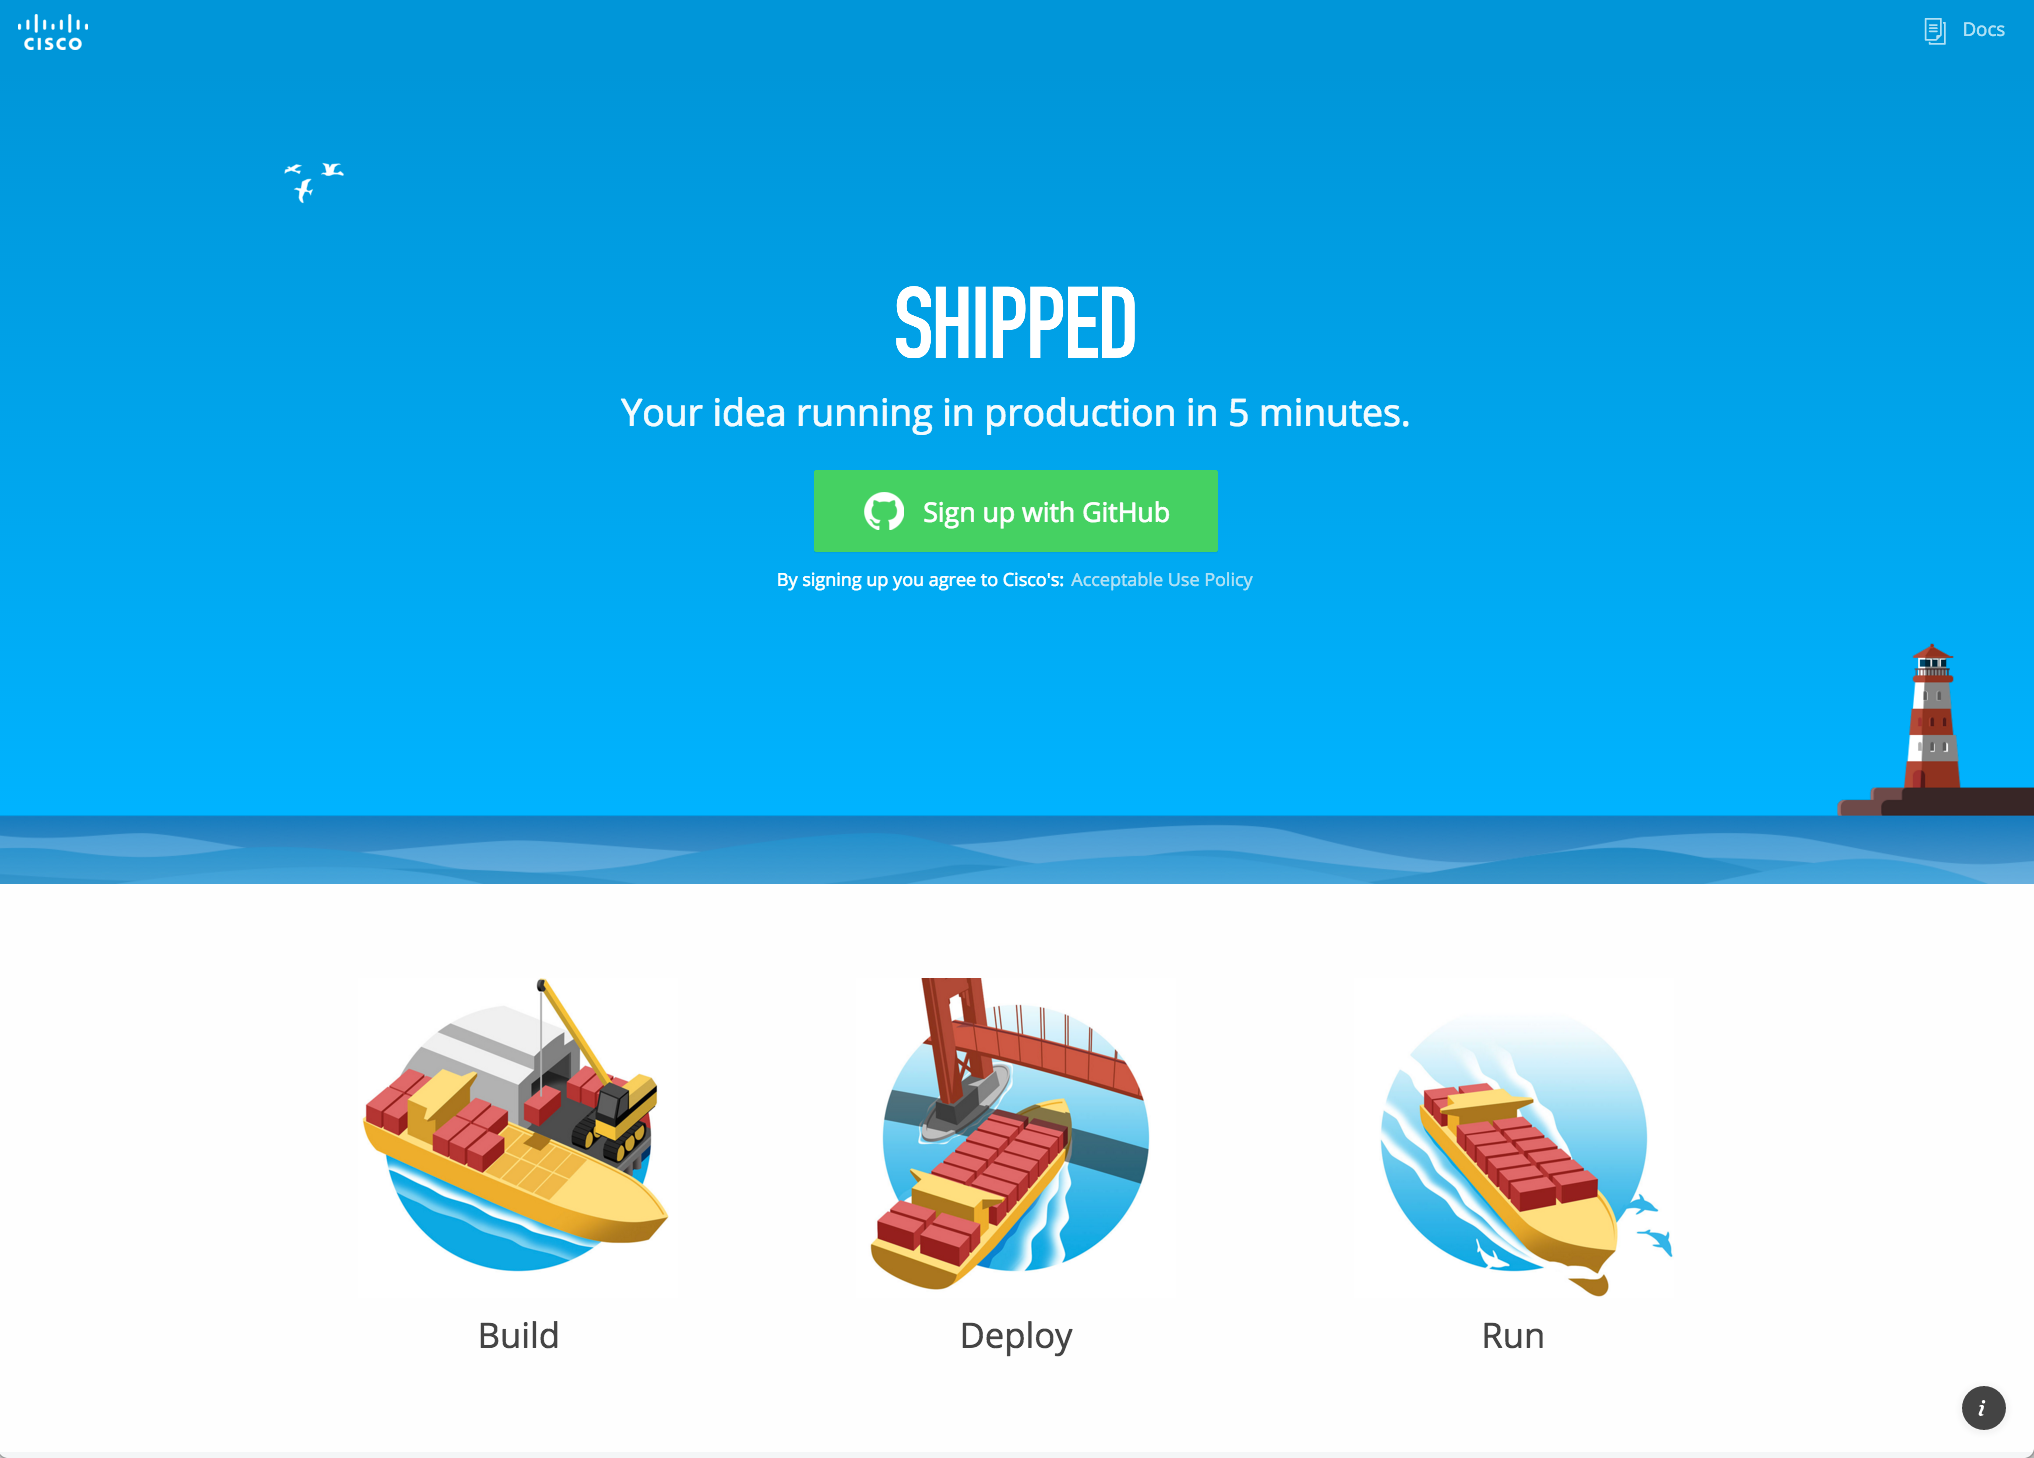 CISCO
Docs
SHIPPED
Your idea running in production in 5 minutes.
Sign up with GitHub
By signing up you agree to Cisco's: Acceptable Use Policy
Build
Deploy
Run
i